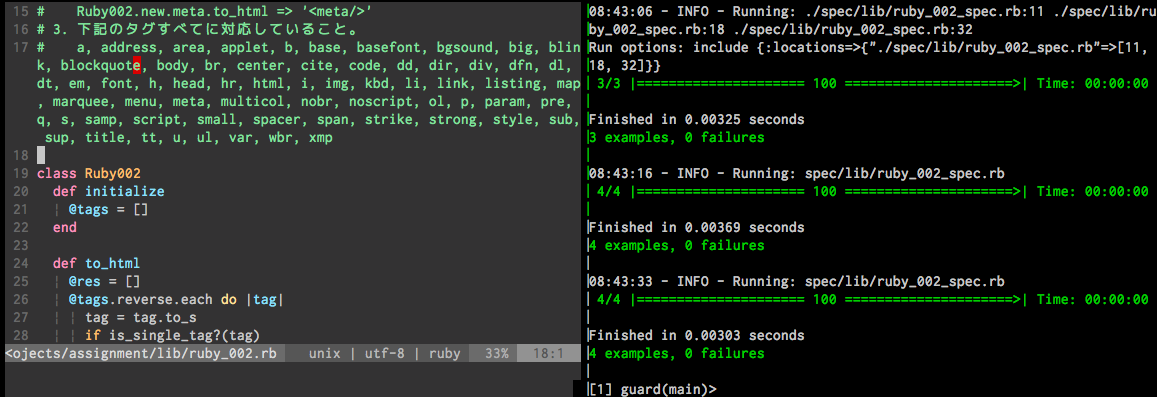 15 #    Ruby002.new.meta.to_html => '<meta/>'
16 # 3. 下記のタグすべてに対応していること。
17 #    a, address, area, applet, b, base, basefont, bgsound, big, blin
k, blockquote, body, br, center, cite, code, dd, dir, div, dfn, dl,
dt, em, font, h, head, hr, html, i, img, kbd, li, link, listing, map
, marquee, menu, meta, multicol, nobr, noscript, ol, p, param, pre,
q, s, samp, script, small, spacer, span, strike, strong, style, sub,
sup, title, tt, u, ul, var, wbr, xmp
18
19 class Ruby002
20   def initialize
21   ¦ @tags = []
22   end
23
24   def to_html
25   ¦ @res = []
26   ¦ @tags.reverse.each do |tag|
27   ¦ ¦ tag = tag.to_s
28   ¦ ¦ if is_single_tag?(tag)
<ojects/assignment/lib/ruby_002.rb   unix | utf-8 | ruby   33%   18:1
08:43:06 - INFO - Running: ./spec/lib/ruby_002_spec.rb:11 ./spec/lib/ru
by_002_spec.rb:18 ./spec/lib/ruby_002_spec.rb:32
Run options: include {:locations=>{"./spec/lib/ruby_002_spec.rb"=>[11,
18, 32]}}
3/3 |====================== 100 ===================>| Time: 00:00:00
Finished in 0.00325 seconds
3 examples, 0 failures
08:43:16 - INFO - Running: spec/lib/ruby_002_spec.rb
4/4 |====================== 100 ===================>| Time: 00:00:00
Finished in 0.00369 seconds
4 examples, 0 failures
08:43:33 - INFO - Running: spec/lib/ruby_002_spec.rb
4/4 |====================== 100 ===================>| Time: 00:00:00
Finished in 0.00303 seconds
4 examples, 0 failures
[1] guard(main)>